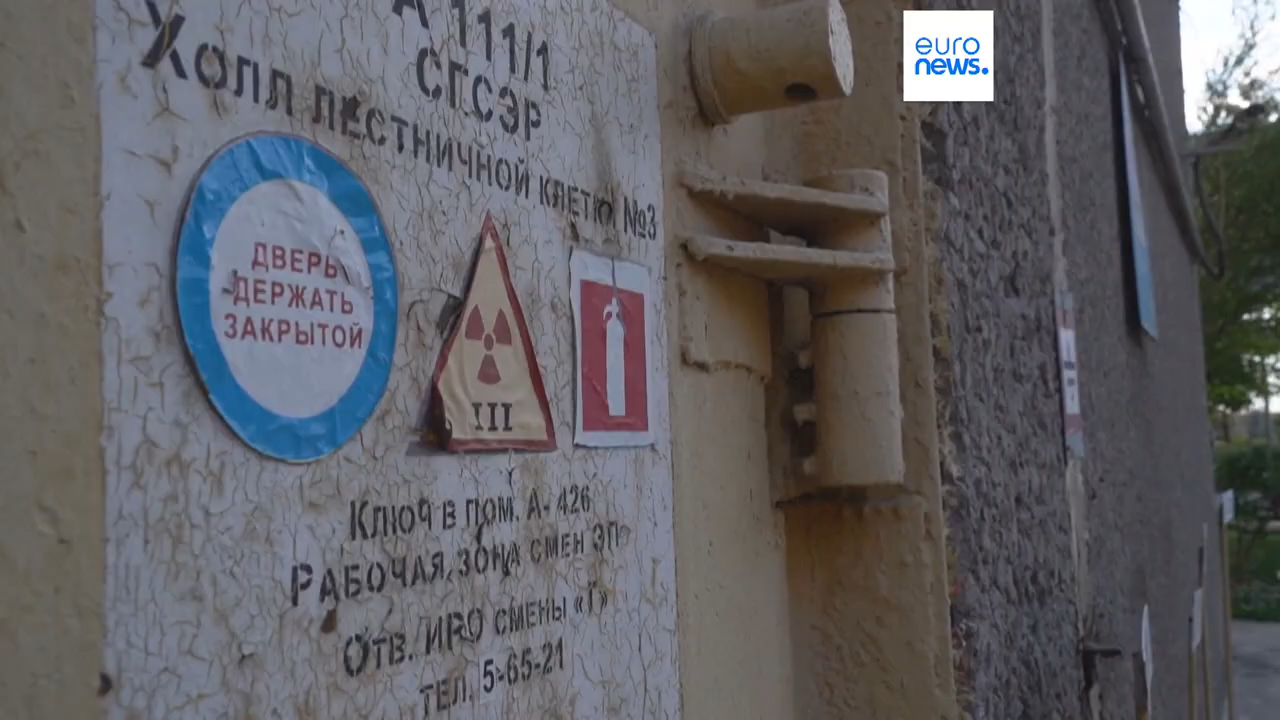 А 111/1
СГСЭР
Холл лестничной клетю №3
ДВЕРЬ
ДЕРЖАТЬ
ЗАКРЫТОЙ
III
Ключ в пом. А- 426
Рабочая зона смен ЭП
Отв. ИРО смены «1»
тел. 5-65-21
euro
news.